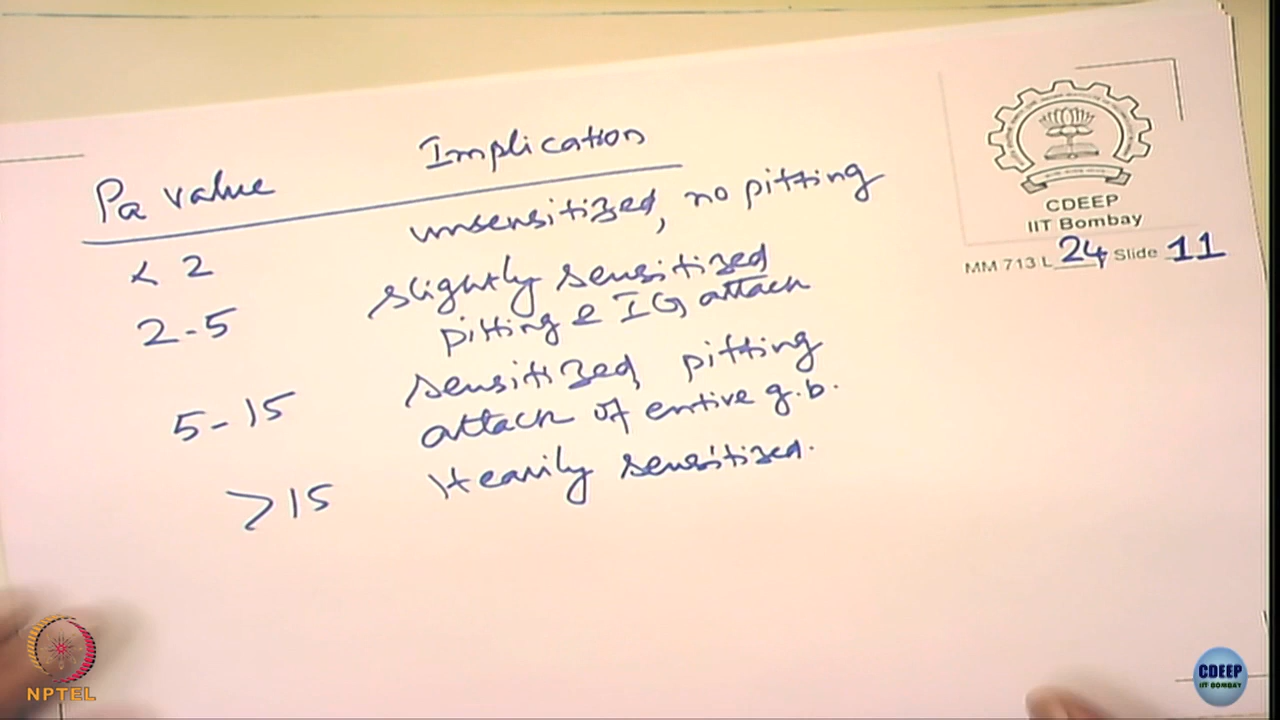 Pa value Implication
< 2 unsensitized, no pitting
2-5 slightly sensitized
pitting & IG attack
5-15 sensitized, pitting
attack of entire g.b.
>15 Heavily sensitized.
CDEEP
IIT Bombay
MM 713 L 24 Slide 11
NPTEL
CDEEP
IIT BOMBAY